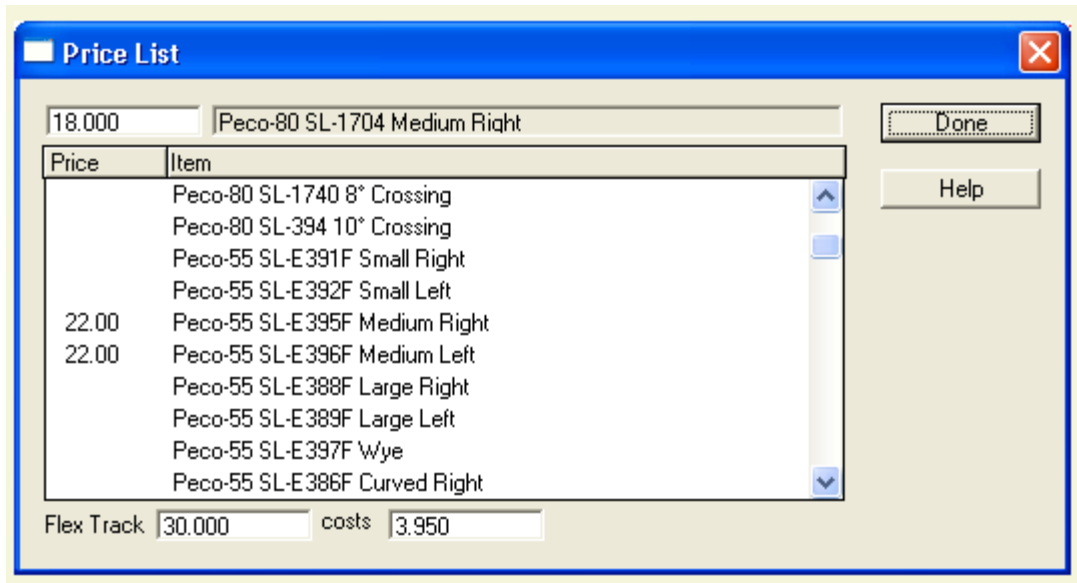 Price List
18.000 Peco-80 SL-1704 Medium Right Done
Price Item
Help
Peco-80 SL-1740 8° Crossing
Peco-80 SL-394 10° Crossing
Peco-55 SL-E391F Small Right
Peco-55 SL-E392F Small Left
22.00 Peco-55 SL-E395F Medium Right
22.00 Peco-55 SL-E396F Medium Left
Peco-55 SL-E388F Large Right
Peco-55 SL-E389F Large Left
Peco-55 SL-E397F Wye
Peco-55 SL-E386F Curved Right
Flex Track 30.000 costs 3.950